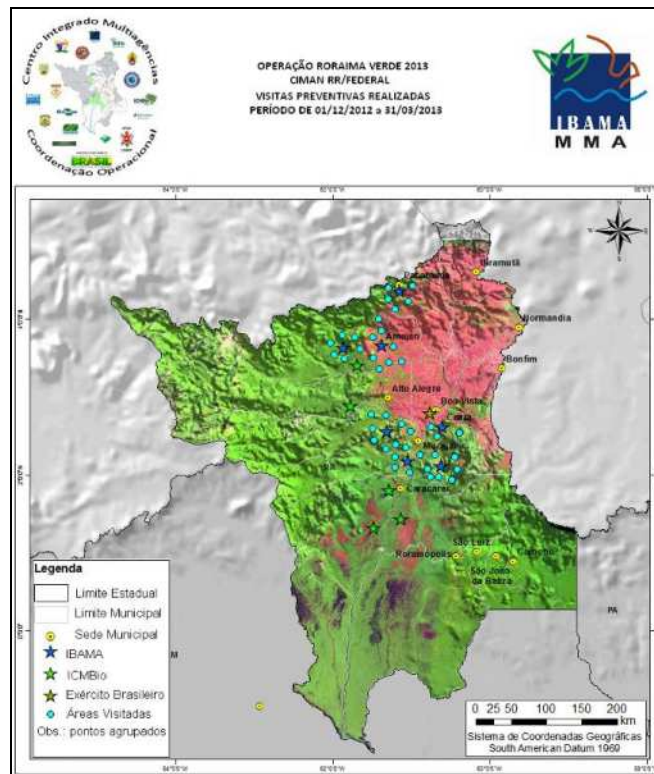 Centro Integrado Multiagências
Coordenação Operacional
BRASIL
OPERAÇÃO RORAIMA VERDE 2013
CIMAN RR/FEDERAL
VISITAS PREVENTIVAS REALIZADAS
PERÍODO DE 01/12/2012 a 31/03/2013
IBAMA
MMA
Normandia
Bonfim
Amajari
Alto Alegre
Boa Vista
Caracaraí
São Luiz
Rorainópolis
São João
da Baliza
PA
Legenda
Limite Estadual
Limite Municipal
Sede Municipal
IBAMA
ICMBio
Exército Brasileiro
Áreas Visitadas
Obs.: pontos agrupados
0 25 50 100 150 200
km
Sistema de Coordenadas Geográficas
South American Datum 1969